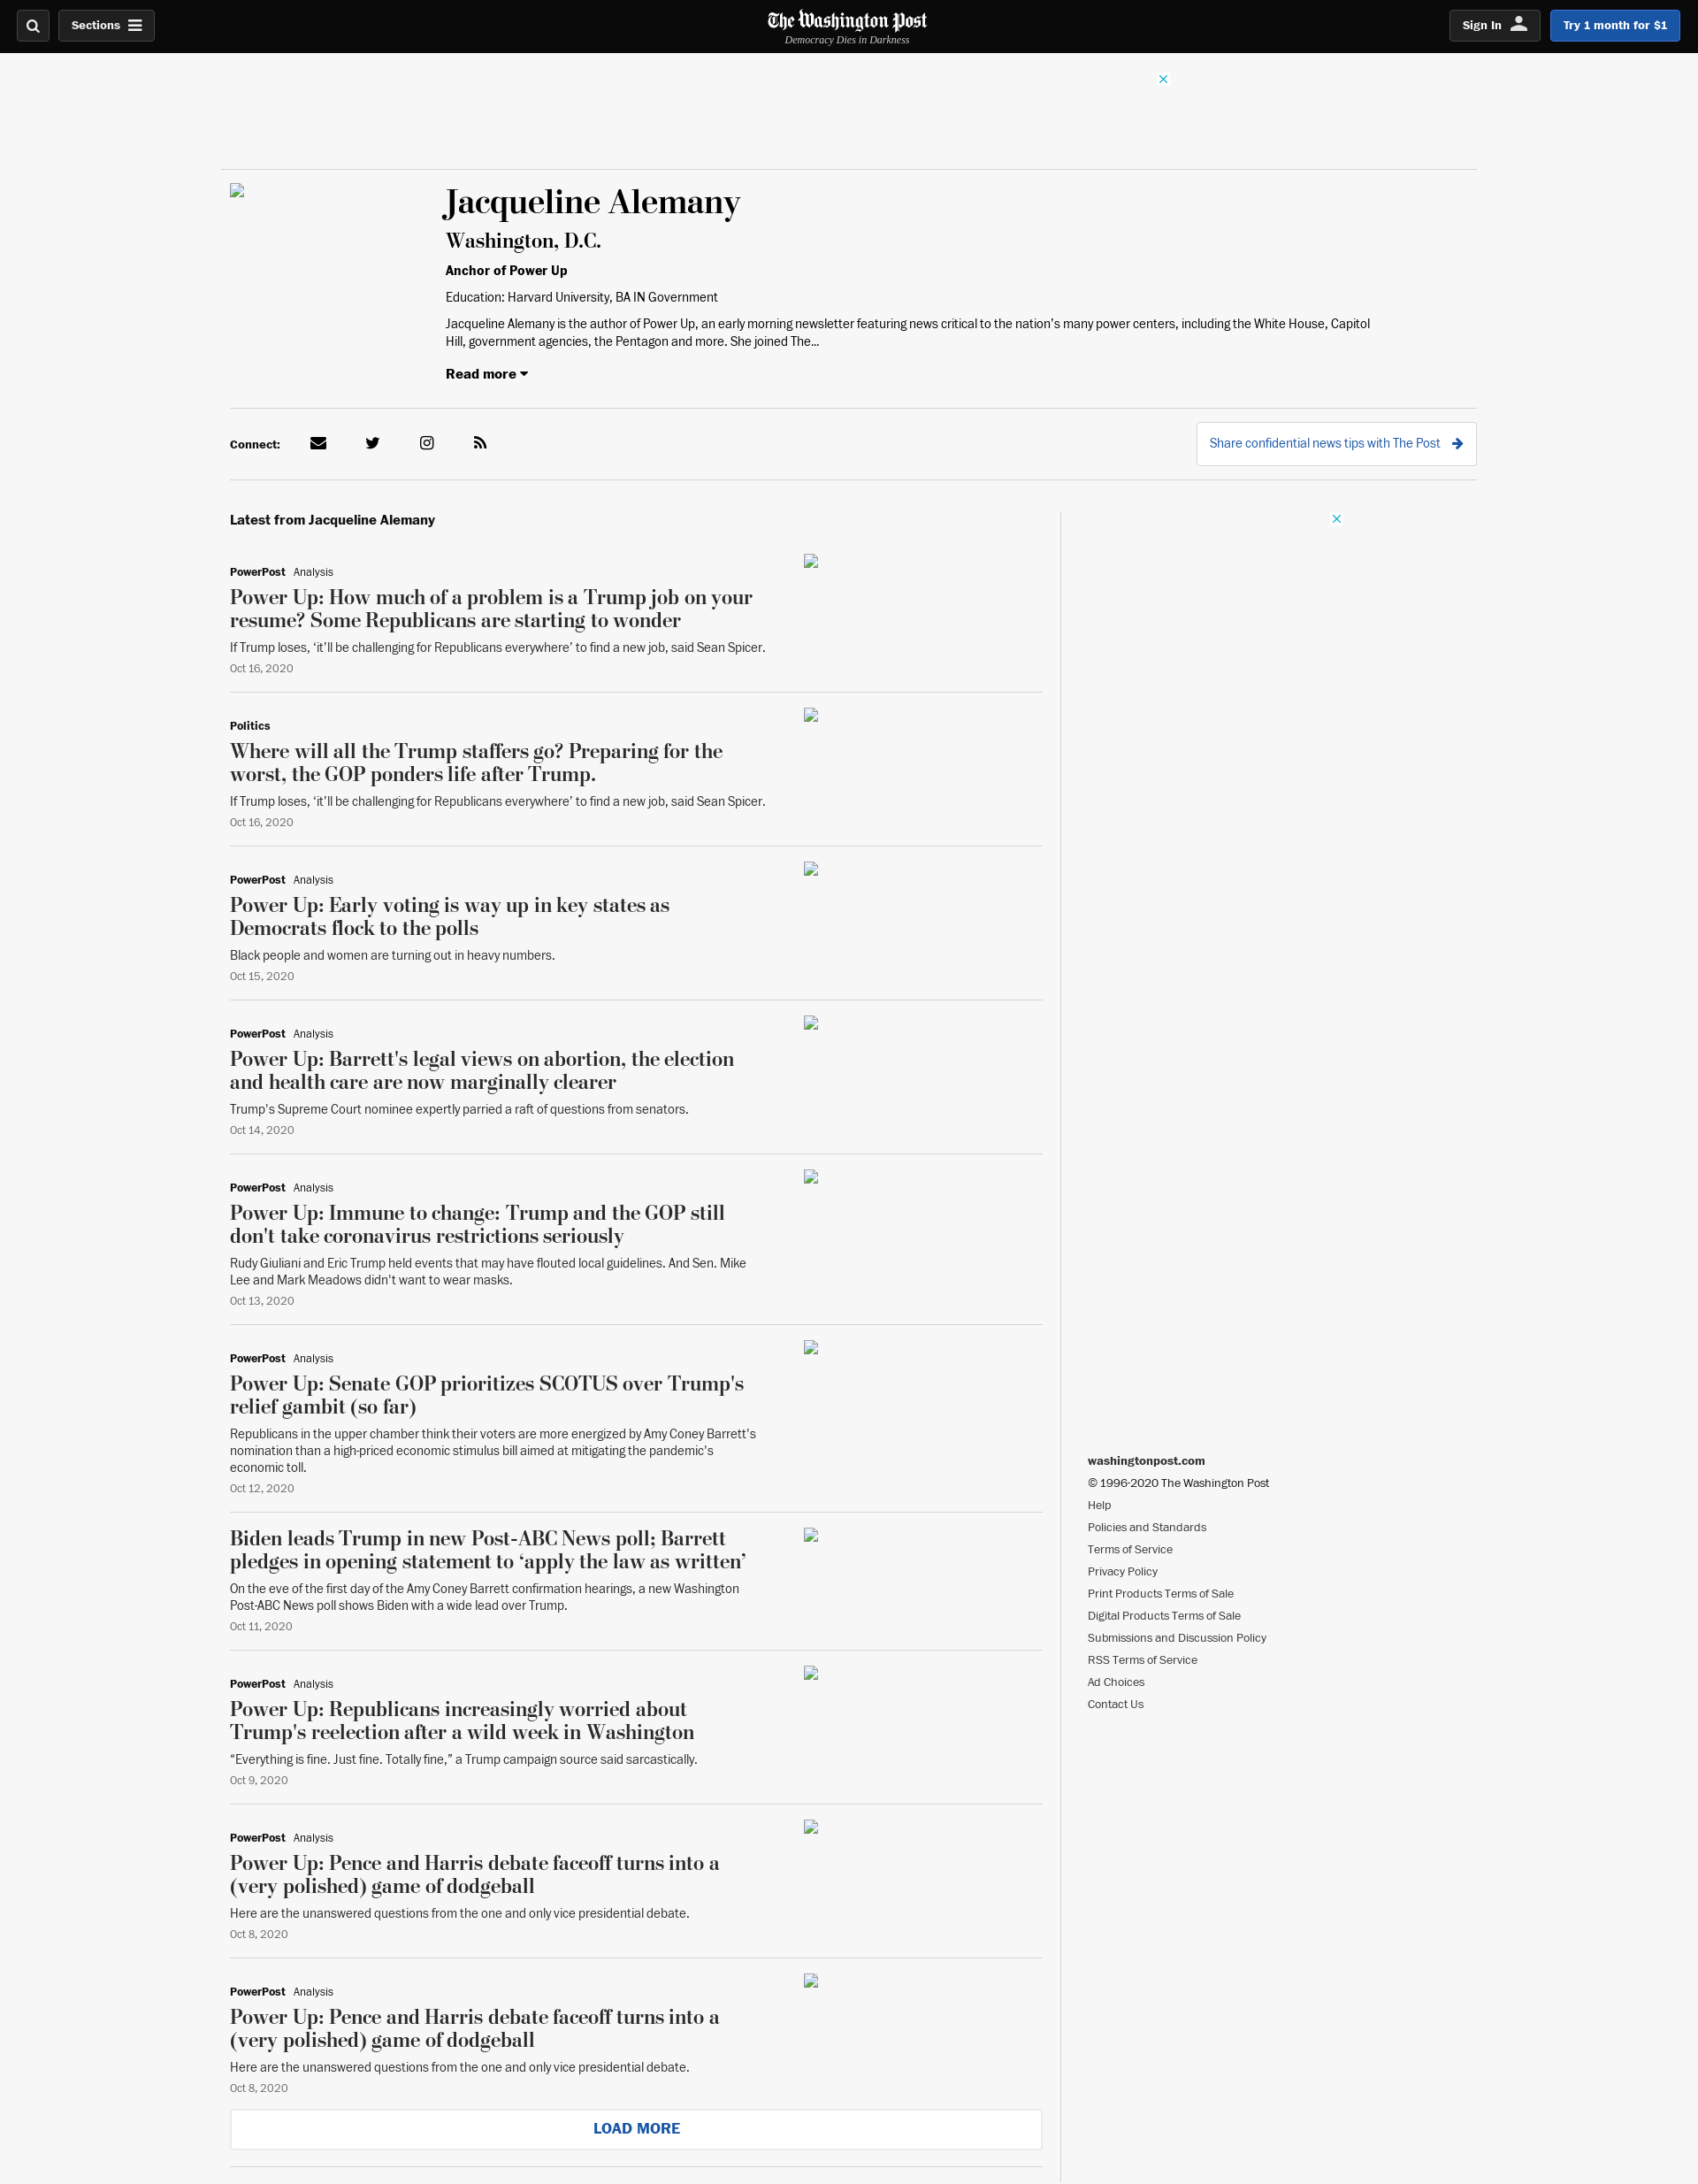 Sections
The Washington Post
Democracy Dies in Darkness
Sign In
Try 1 month for $1
Jacqueline Alemany
Washington, D.C.
Anchor of Power Up
Education: Harvard University, BA IN Government
Jacqueline Alemany is the author of Power Up, an early morning newsletter featuring news critical to the nation’s many power centers, including the White House, Capitol
Hill, government agencies, the Pentagon and more. She joined The...
Read more
Connect:
Share confidential news tips with The Post
Latest from Jacqueline Alemany
PowerPost Analysis
Power Up: How much of a problem is a Trump job on your
resume? Some Republicans are starting to wonder
If Trump loses, ‘it’ll be challenging for Republicans everywhere’ to find a new job, said Sean Spicer.
Oct 16, 2020
Politics
Where will all the Trump staffers go? Preparing for the
worst, the GOP ponders life after Trump.
If Trump loses, ‘it’ll be challenging for Republicans everywhere’ to find a new job, said Sean Spicer.
Oct 16, 2020
PowerPost Analysis
Power Up: Early voting is way up in key states as
Democrats flock to the polls
Black people and women are turning out in heavy numbers.
Oct 15, 2020
PowerPost Analysis
Power Up: Barrett's legal views on abortion, the election
and health care are now marginally clearer
Trump's Supreme Court nominee expertly parried a raft of questions from senators.
Oct 14, 2020
PowerPost Analysis
Power Up: Immune to change: Trump and the GOP still
don't take coronavirus restrictions seriously
Rudy Giuliani and Eric Trump held events that may have flouted local guidelines. And Sen. Mike
Lee and Mark Meadows didn't want to wear masks.
Oct 13, 2020
PowerPost Analysis
Power Up: Senate GOP prioritizes SCOTUS over Trump's
relief gambit (so far)
Republicans in the upper chamber think their voters are more energized by Amy Coney Barrett's
nomination than a high-priced economic stimulus bill aimed at mitigating the pandemic's
economic toll.
Oct 12, 2020
Biden leads Trump in new Post-ABC News poll; Barrett
pledges in opening statement to ‘apply the law as written’
On the eve of the first day of the Amy Coney Barrett confirmation hearings, a new Washington
Post-ABC News poll shows Biden with a wide lead over Trump.
Oct 11, 2020
PowerPost Analysis
Power Up: Republicans increasingly worried about
Trump's reelection after a wild week in Washington
“Everything is fine. Just fine. Totally fine,” a Trump campaign source said sarcastically.
Oct 9, 2020
PowerPost Analysis
Power Up: Pence and Harris debate faceoff turns into a
(very polished) game of dodgeball
Here are the unanswered questions from the one and only vice presidential debate.
Oct 8, 2020
PowerPost Analysis
Power Up: Pence and Harris debate faceoff turns into a
(very polished) game of dodgeball
Here are the unanswered questions from the one and only vice presidential debate.
Oct 8, 2020
LOAD MORE
washingtonpost.com
© 1996-2020 The Washington Post
Help
Policies and Standards
Terms of Service
Privacy Policy
Print Products Terms of Sale
Digital Products Terms of Sale
Submissions and Discussion Policy
RSS Terms of Service
Ad Choices
Contact Us